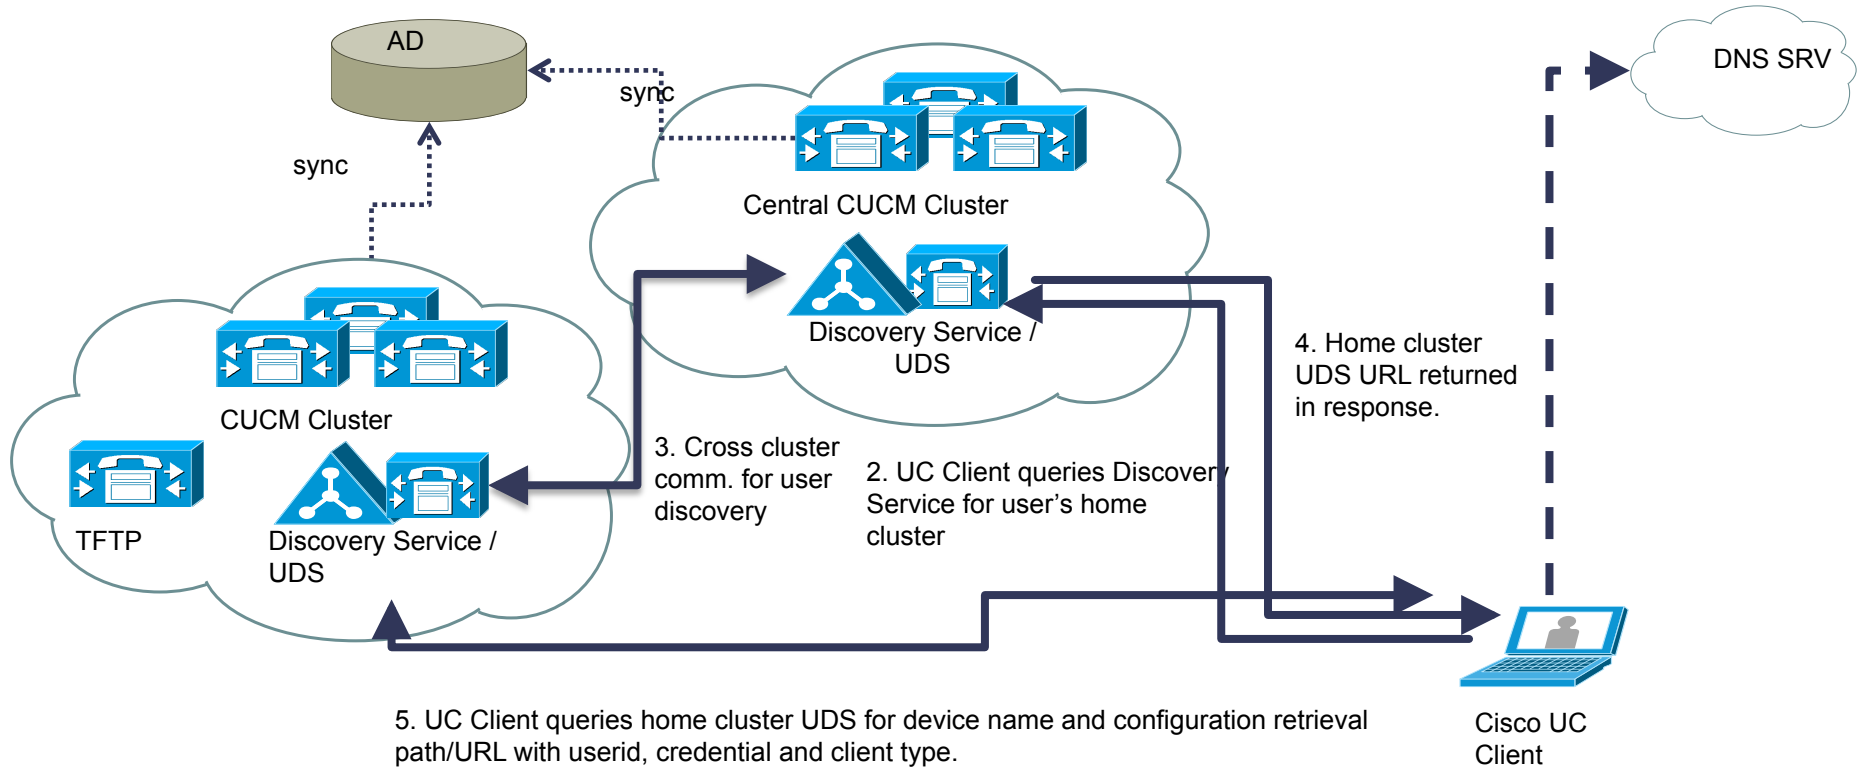 AD
DNS SRV
sync
sync
Central CUCM Cluster
Discovery Service /
UDS
4. Home cluster
UDS URL returned
in response.
CUCM Cluster
3. Cross cluster
comm. for user
discovery
2. UC Client queries Discovery
Service for user’s home
cluster
TFTP
Discovery Service /
UDS
5. UC Client queries home cluster UDS for device name and configuration retrieval
path/URL with userid, credential and client type.
Cisco UC
Client